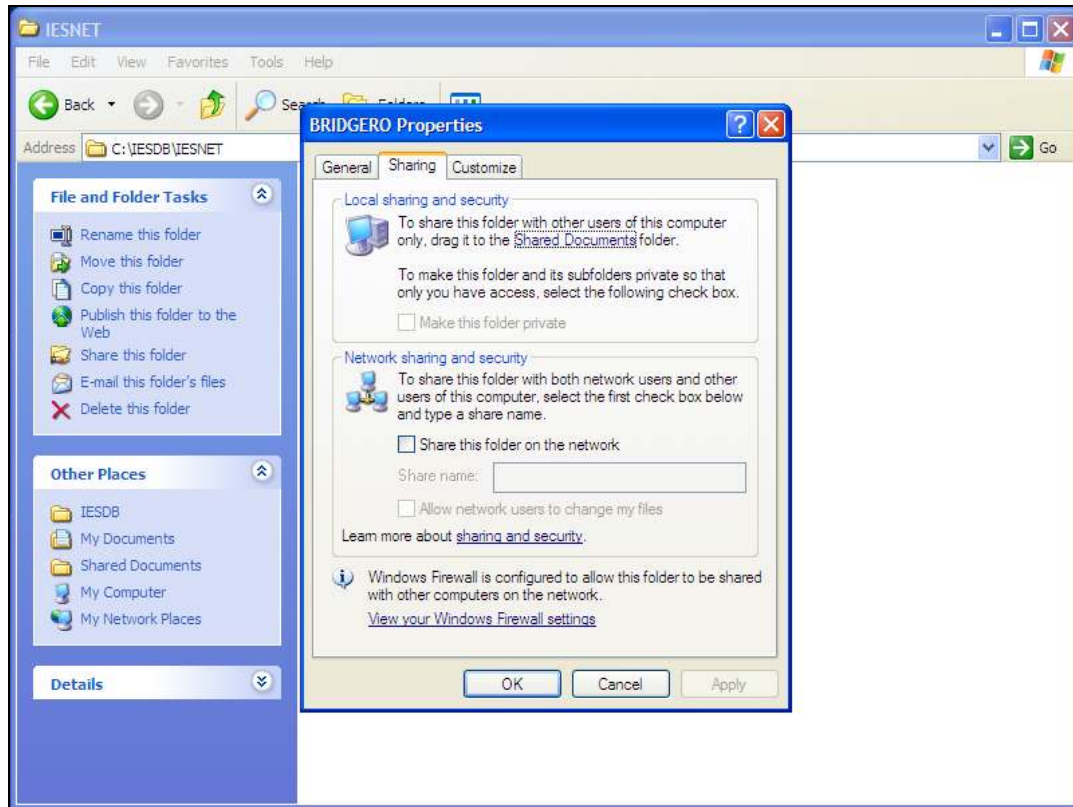 IESNET
File Edit View Favorites Tools Help
Back
Address C:\IESDB\IESNET Go
File and Folder Tasks
Rename this folder
Move this folder
Copy this folder
Publish this folder to the
Web
Share this folder
E-mail this folder's files
Delete this folder
Other Places
IESDB
My Documents
Shared Documents
My Computer
My Network Places
Details
BRIDGERO Properties
General Sharing Customize
Local sharing and security
To share this folder with other users of this computer
only, drag it to the Shared Documents folder.
To make this folder and its subfolders private so that
only you have access, select the following check box.
Make this folder private
Network sharing and security
To share this folder with both network users and other
users of this computer, select the first check box below
and type a share name.
Share this folder on the network
Share name:
Allow network users to change my files
Learn more about sharing and security.
Windows Firewall is configured to allow this folder to be shared
with other computers on the network.
View your Windows Firewall settings
OK Cancel Apply